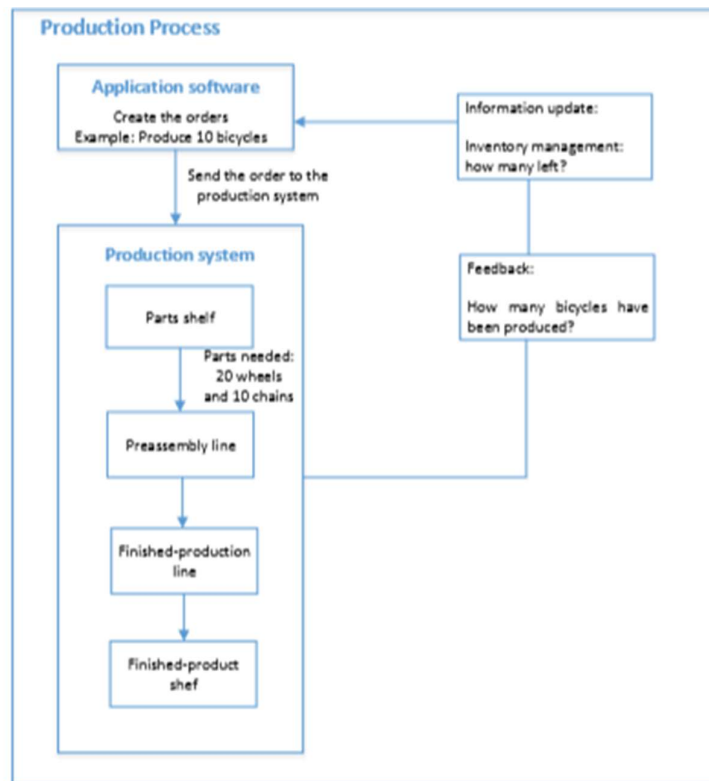 Production Process
Application software
Create the orders
Example: Produce 10 bicycles
Information update:
Inventory management:
how many left?
Send the order to the
production system
Production system
Feedback:
How many bicycles have
been produced?
Parts shelf
Parts needed:
20 wheels
and 10 chains
Preassembly line
Finished-production
line
Finished-product
shef